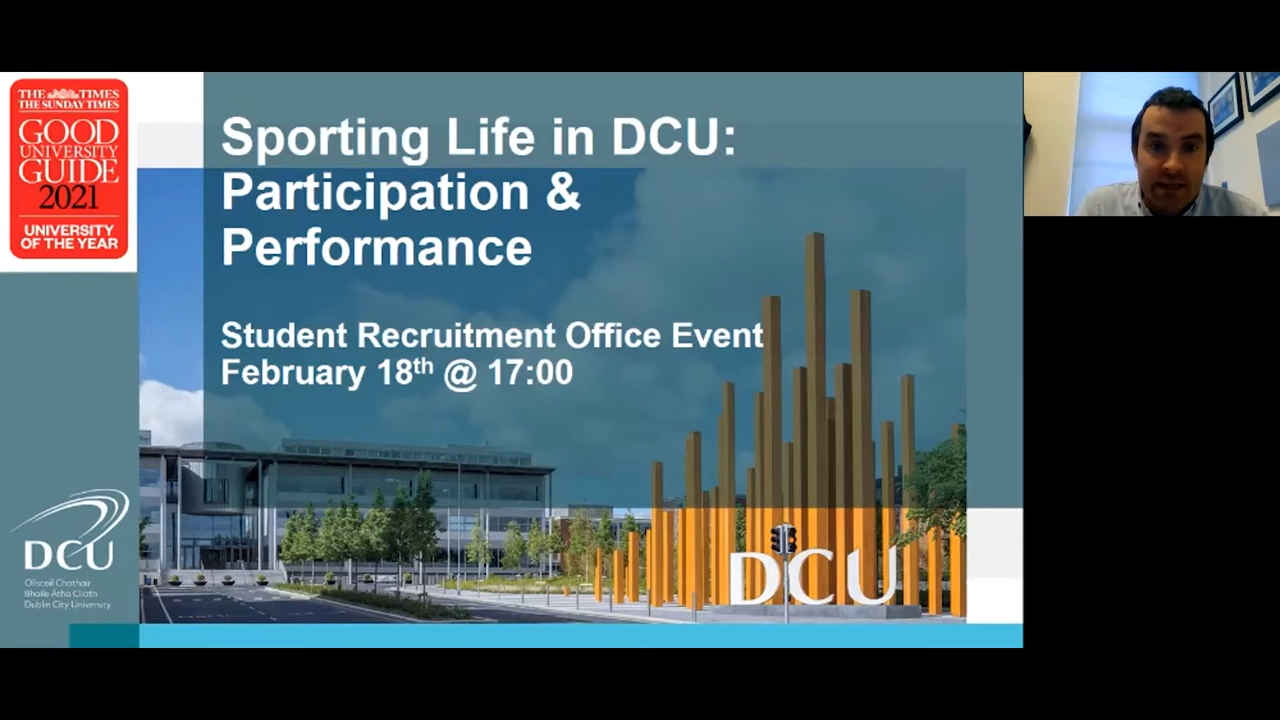 THE TIMES
THE SUNDAY TIMES
GOOD
UNIVERSITY
GUIDE
2021
UNIVERSITY
OF THE YEAR
Sporting Life in DCU:
Participation &
Performance
Student Recruitment Office Event
February 18th @ 17:00
DCU
Ollscoil Chathair
Bhaile Átha Cliath
Dublin City University
DCU